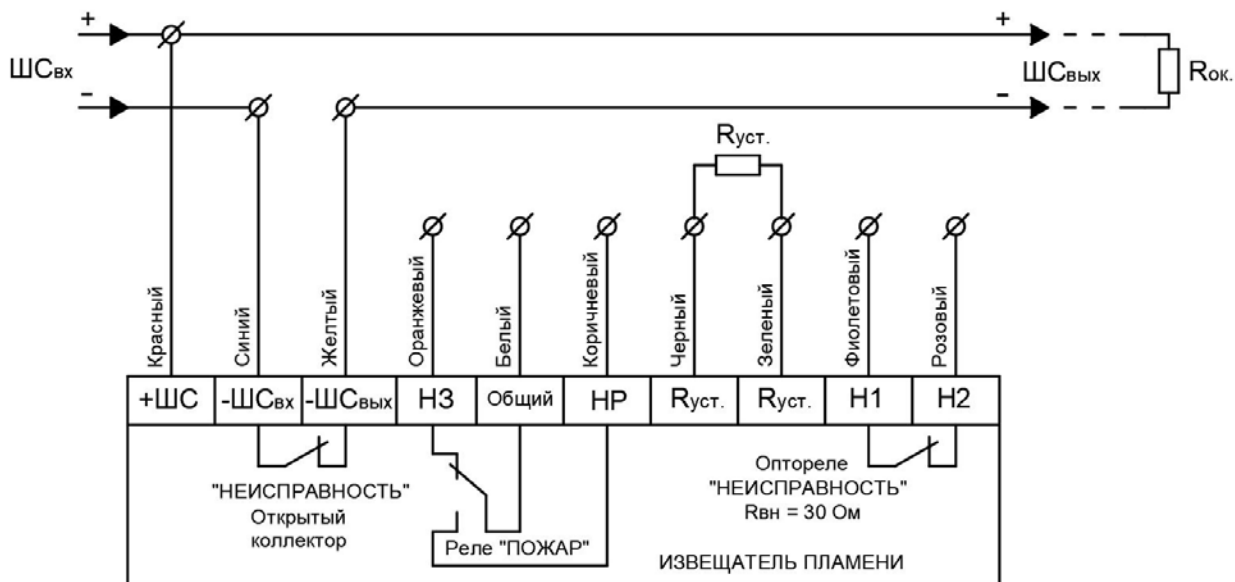 + +
ШСвх ШСвых Rок.
- -
Rуст.
Красный
Синий
Желтый
Оранжевый
Белый
Коричневый
Черный
Зеленый
Фиолетовый
Розовый
+ШС -ШСвх -ШСвых НЗ Общий НР Rуст. Rуст. Н1 Н2
"НЕИСПРАВНОСТЬ"
Открытый
коллектор
Реле "ПОЖАР"
Оптореле
"НЕИСПРАВНОСТЬ"
Rвн = 30 Ом
ИЗВЕЩАТЕЛЬ ПЛАМЕНИ